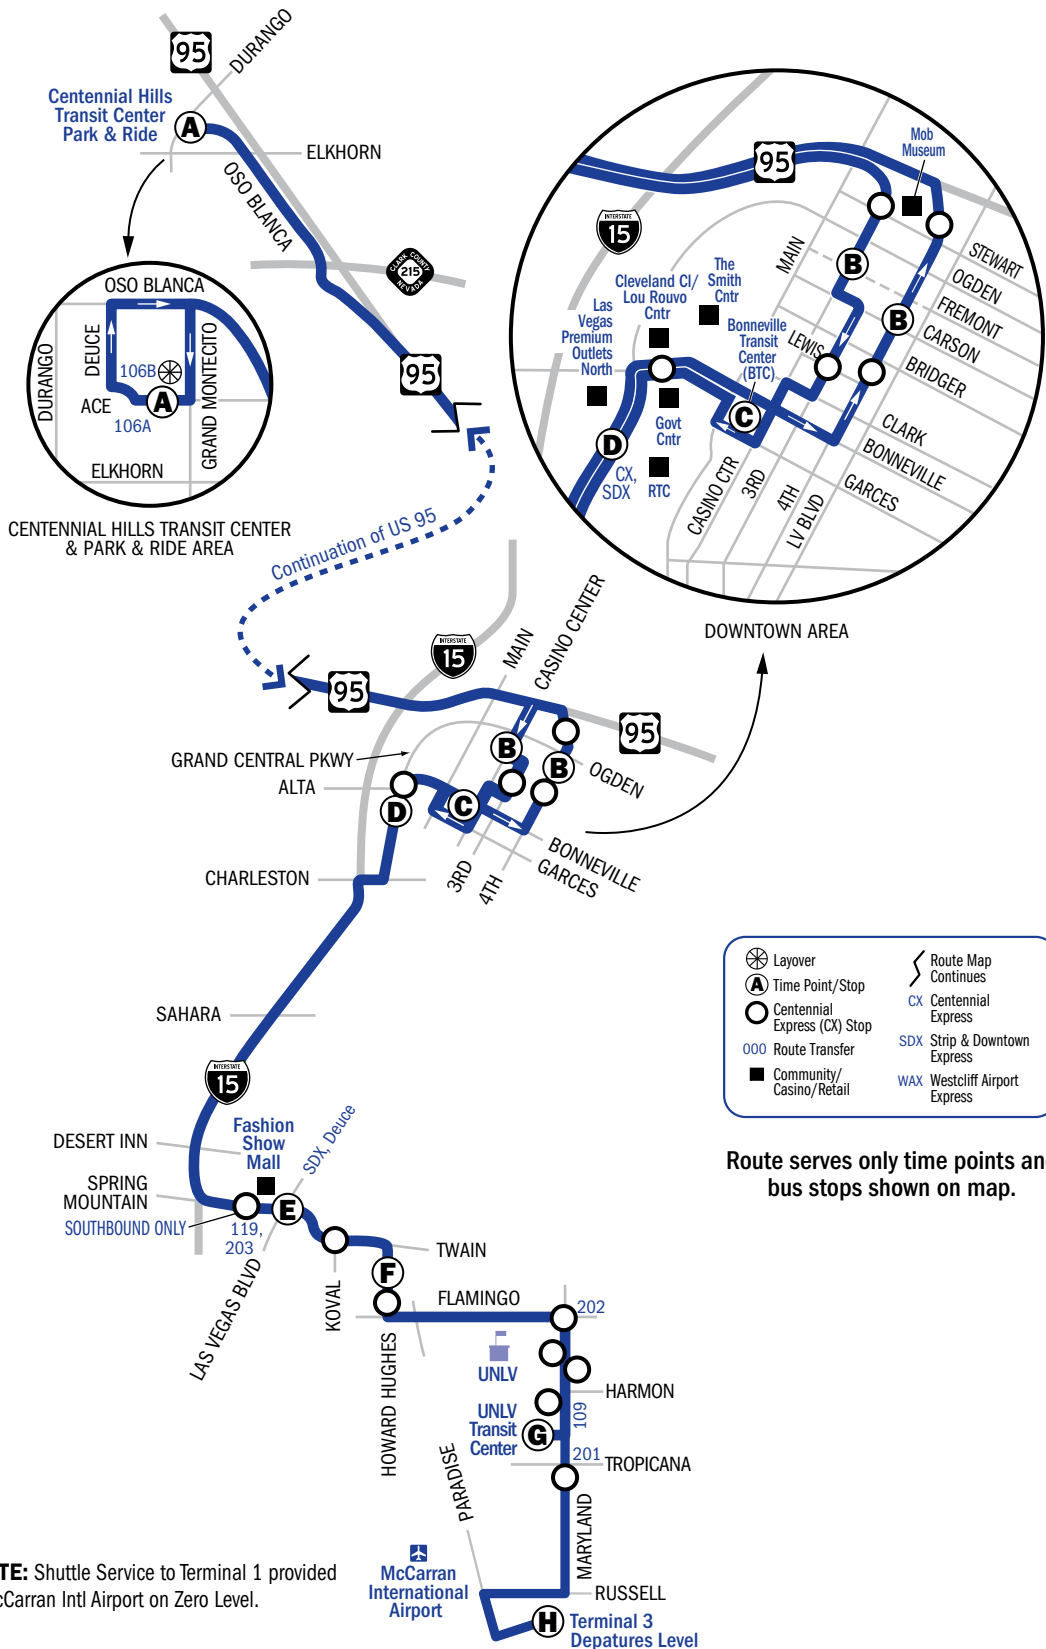 95
DURANGO
Centennial Hills
Transit Center
Park & Ride
A
ELKHORN
OSO BLANCA
CLARK COUNTY
215
NEVADA
95
OSO BLANCA
DURANGO
DEUCE
106B
GRAND MONTECITO
ACE
A
106A
ELKHORN
CENTENNIAL HILLS TRANSIT CENTER
& PARK & RIDE AREA
Continuation of US 95
95
Mob
Museum
INTERSTATE
15
MAIN
STEWART
OGDEN
FREMONT
CARSON
BRIDGER
CLARK
BONNEVILLE
GARCES
B
B
Cleveland Cl/
Lou Rouvo
Cntr
The
Smith
Cntr
Las
Vegas
Premium
Outlets
North
Bonneville
Transit
Center
(BTC)
LEWIS
C
D
Govt
Cntr
CX,
SDX
RTC
CASINO CTR
3RD
4TH
LV BLVD
DOWNTOWN AREA
INTERSTATE
15
MAIN
CASINO CENTER
95
95
GRAND CENTRAL PKWY
ALTA
B
B
OGDEN
D
C
BONNEVILLE
GARCES
3RD
4TH
CHARLESTON
SAHARA
INTERSTATE
15
DESERT INN
Fashion
Show
Mall
SDX, Deuce
SPRING
MOUNTAIN
SOUTHBOUND ONLY
E
119,
203
LAS VEGAS BLVD
KOVAL
TWAIN
F
FLAMINGO
202
HOWARD HUGHES
UNLV
HARMON
UNLV
Transit
Center
G
109
201
TROPICANA
PARADISE
MARYLAND
McCarran
International
Airport
RUSSELL
H
Terminal 3
Depatures Level
Layover
A Time Point/Stop
Centennial
Express (CX) Stop
000 Route Transfer
Community/
Casino/Retail
Route Map
Continues
CX Centennial
Express
SDX Strip & Downtown
Express
WAX Westcliff Airport
Express
Route serves only time points an
bus stops shown on map.
TE: Shuttle Service to Terminal 1 provided
cCarran Intl Airport on Zero Level.